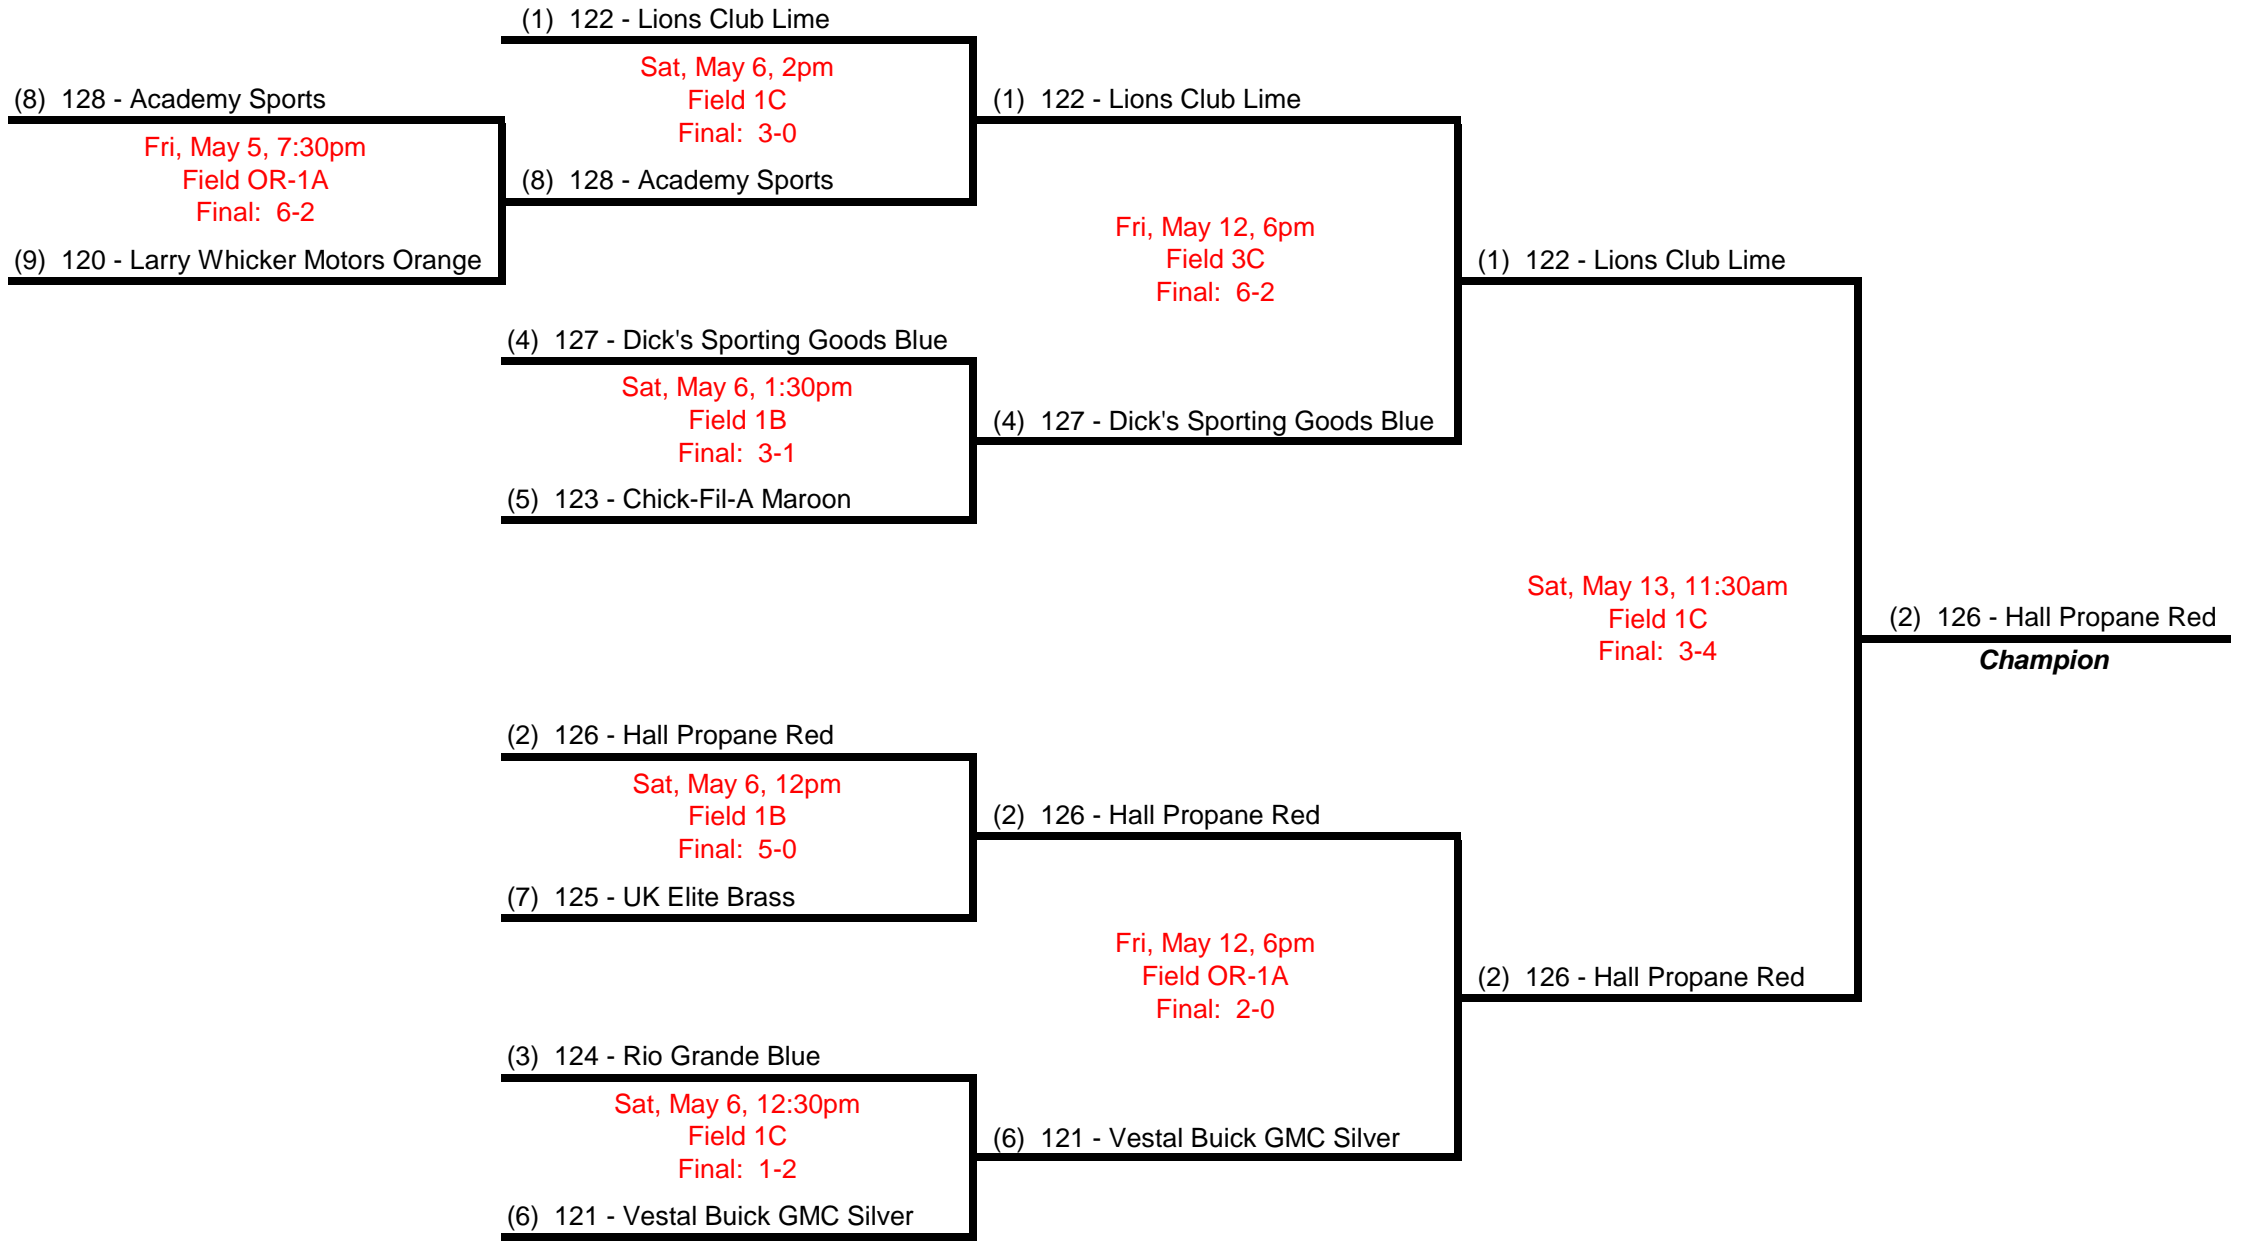 (1) 122 - Lions Club Lime
Sat, May 6, 2pm
Field 1C
Final: 3-0
(8) 128 - Academy Sports
(8) 128 - Academy Sports
Fri, May 5, 7:30pm
Field OR-1A
Final: 6-2
(9) 120 - Larry Whicker Motors Orange
(1) 122 - Lions Club Lime
Fri, May 12, 6pm
Field 3C
Final: 6-2
(1) 122 - Lions Club Lime
(4) 127 - Dick's Sporting Goods Blue
Sat, May 6, 1:30pm
Field 1B
Final: 3-1
(5) 123 - Chick-Fil-A Maroon
(4) 127 - Dick's Sporting Goods Blue
Sat, May 13, 11:30am
Field 1C
Final: 3-4
(2) 126 - Hall Propane Red
Champion
(2) 126 - Hall Propane Red
Sat, May 6, 12pm
Field 1B
Final: 5-0
(7) 125 - UK Elite Brass
(2) 126 - Hall Propane Red
Fri, May 12, 6pm
Field OR-1A
Final: 2-0
(2) 126 - Hall Propane Red
(3) 124 - Rio Grande Blue
Sat, May 6, 12:30pm
Field 1C
Final: 1-2
(6) 121 - Vestal Buick GMC Silver
(6) 121 - Vestal Buick GMC Silver